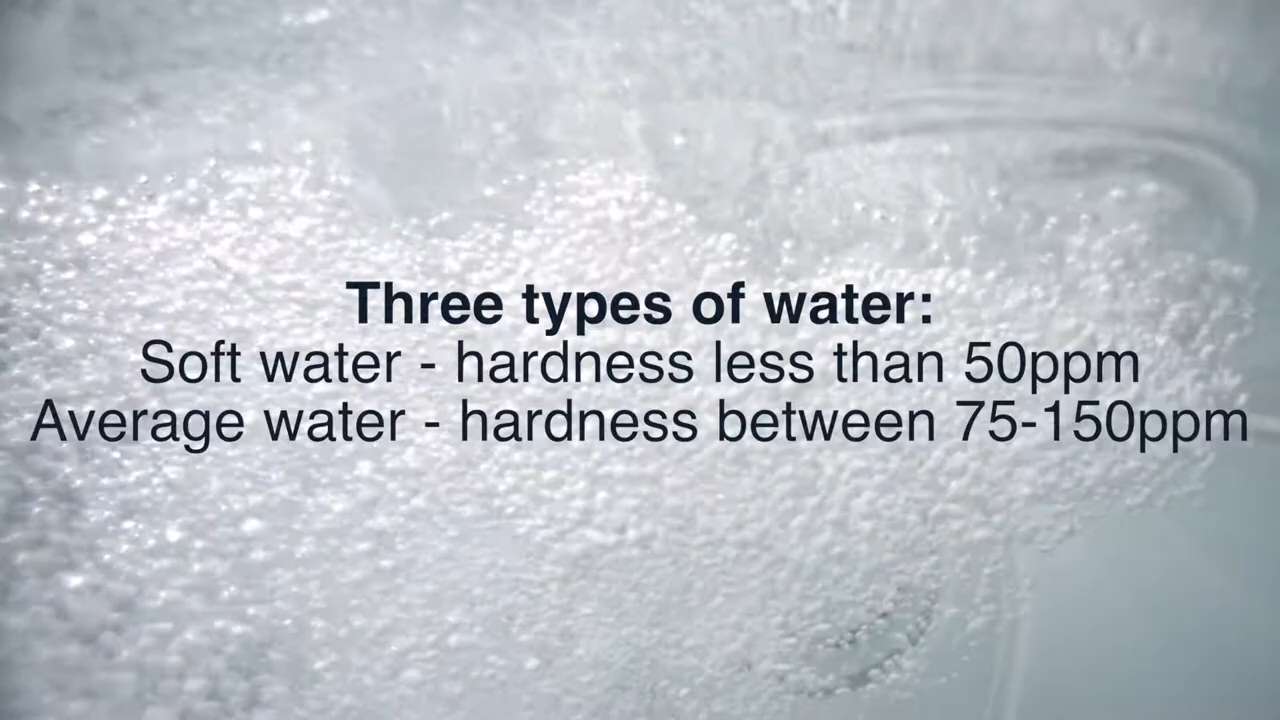 Three types of water:
Soft water - hardness less than 50ppm
Average water - hardness between 75-150ppm